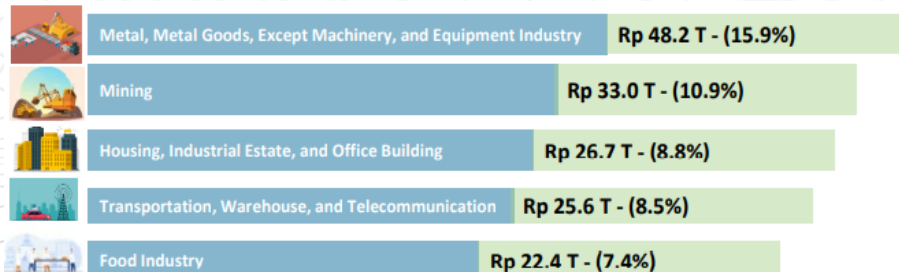 Metal, Metal Goods, Except Machinery, and Equipment Industry Rp 48.2 T - (15.9%)
Mining Rp 33.0 T - (10.9%)
Housing, Industrial Estate, and Office Building Rp 26.7 T - (8.8%)
Transportation, Warehouse, and Telecommunication Rp 25.6 T - (8.5%)
Food Industry Rp 22.4 T - (7.4%)